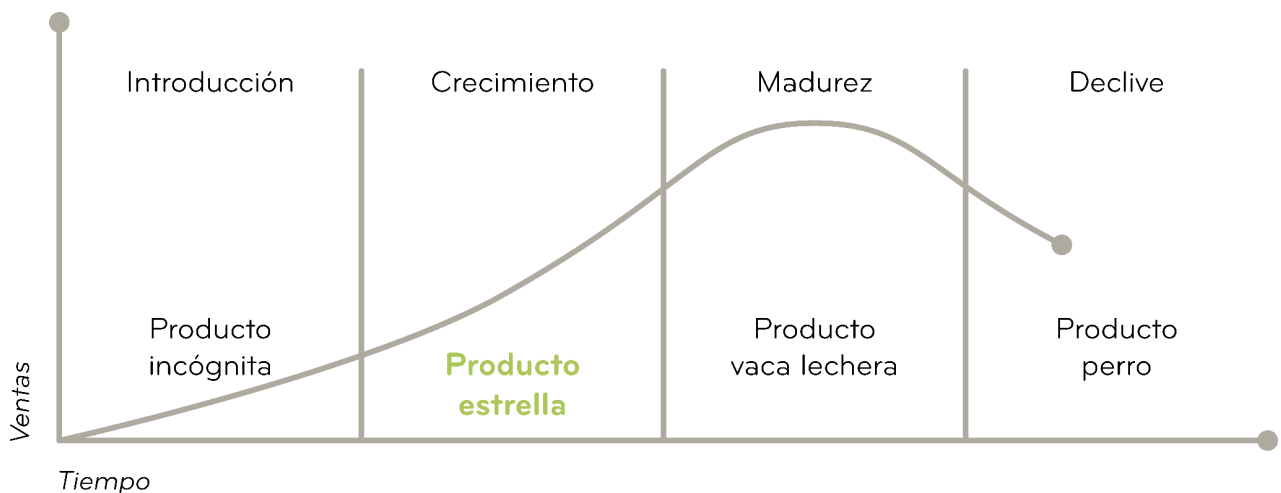 Introducción
Crecimiento
Madurez
Declive
Producto
incógnita
Producto
estrella
Producto
vaca lechera
Producto
perro
Ventas
Tiempo